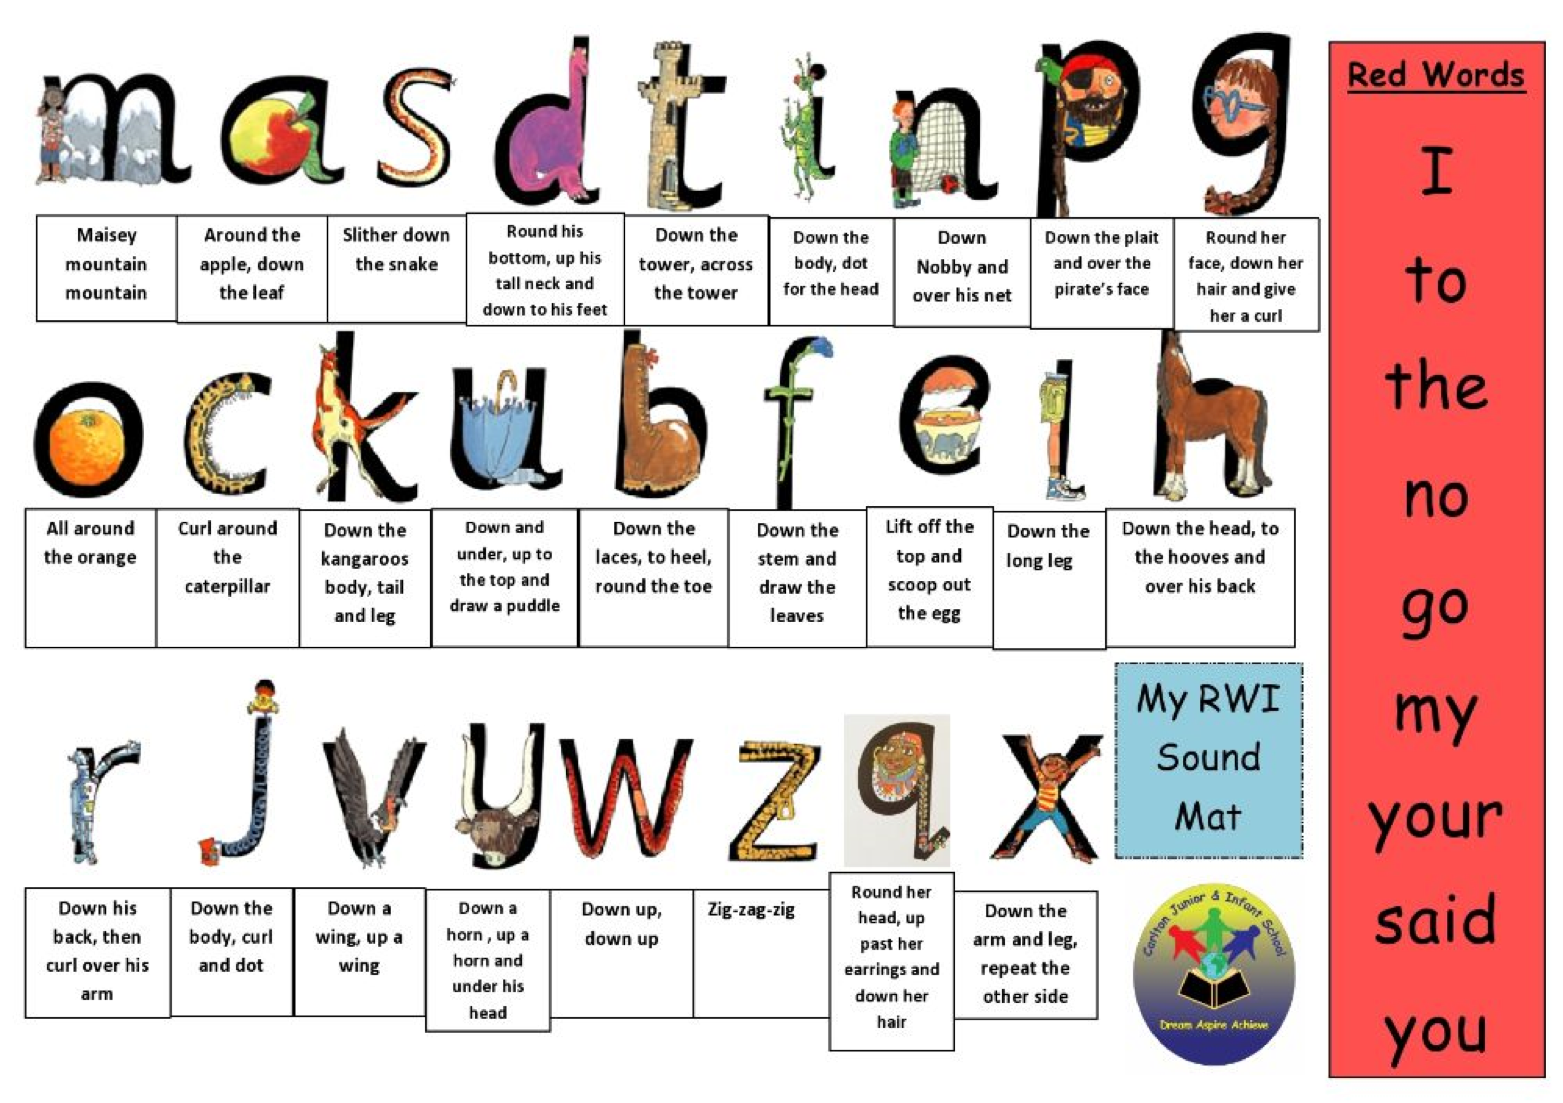 m a s d t i n p g
Maisey
mountain
mountain
Around the
apple, down
the leaf
Slither down
the snake
Round his
bottom, up his
tall neck and
down to his feet
Down the
tower, across
the tower
Down the
body, dot
for the head
Down
Nobby and
over his net
Down the plait
and over the
pirate's face
Round her
face, down her
hair and give
her a curl
o c k u b f e l h
All around
the orange
Curl around
the
caterpillar
Down the
kangaroos
body, tail
and leg
Down and
under, up to
the top and
draw a puddle
Down the
laces, to heel,
round the toe
Down the
stem and
draw the
leaves
Lift off the
top and
scoop out
the egg
Down the
long leg
Down the head, to
the hooves and
over his back
r j v y w z q x
Down his
back, then
curl over his
arm
Down the
body, curl
and dot
Down a
wing, up a
wing
Down a
horn , up a
horn and
under his
head
Down up,
down up
Zig-zag-zig
Round her
head, up
past her
earrings and
down her
hair
Down the
arm and leg,
repeat the
other side
My RWI
Sound
Mat
Carlton Junior & Infant School
Dream Aspire Achieve
Red Words
I
to
the
no
go
my
your
said
you